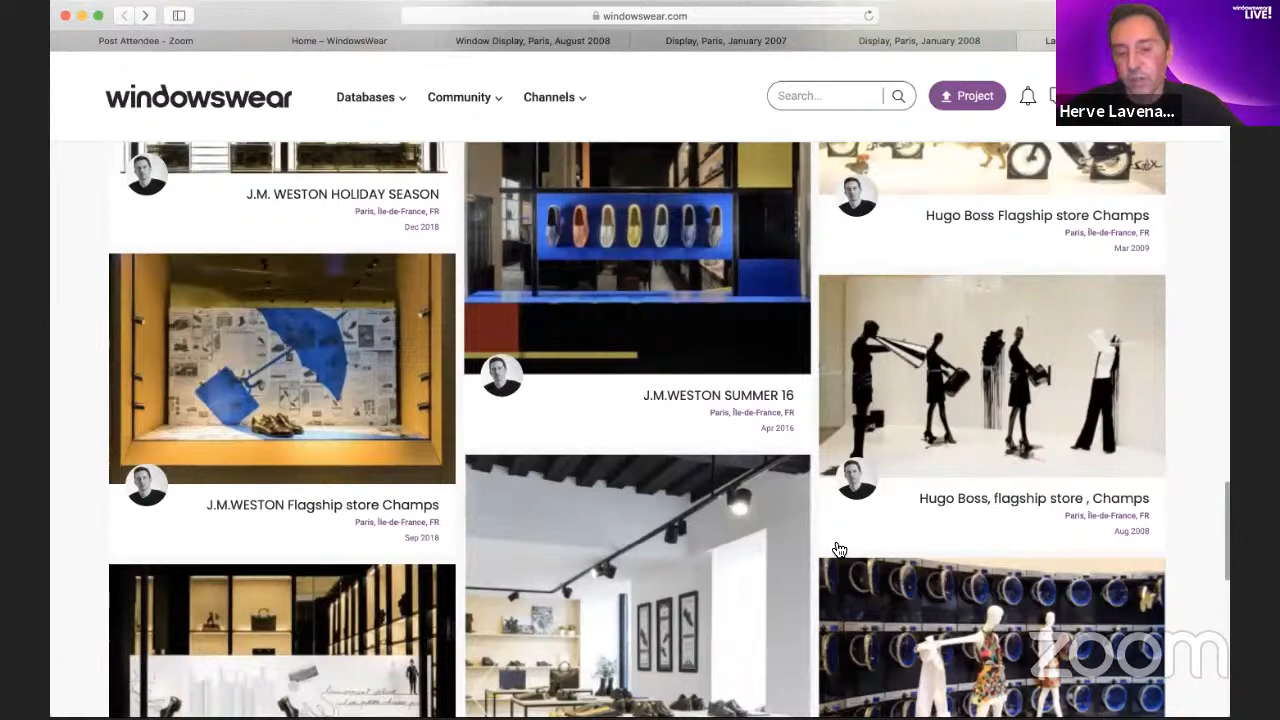 windowswear.com
Post Attendee - Zoom
Home – WindowsWear
Window Display, Paris, August 2008
Display, Paris, January 2007
Display, Paris, January 2008
La
windowswear
LIVE!
Herve Lavena...
windowswear
Databases
Community
Channels
Search...
Project
J.M. WESTON HOLIDAY SEASON
Paris, Île-de-France, FR
Dec 2018
Hugo Boss Flagship store Champs
Paris, Île-de-France, FR
Mar 2009
J.M.WESTON SUMMER 16
Paris, Île-de-France, FR
Apr 2016
J.M.WESTON Flagship store Champs
Paris, Île-de-France, FR
Sep 2018
Hugo Boss, flagship store , Champs
Paris, Île-de-France, FR
Aug 2008
zoom